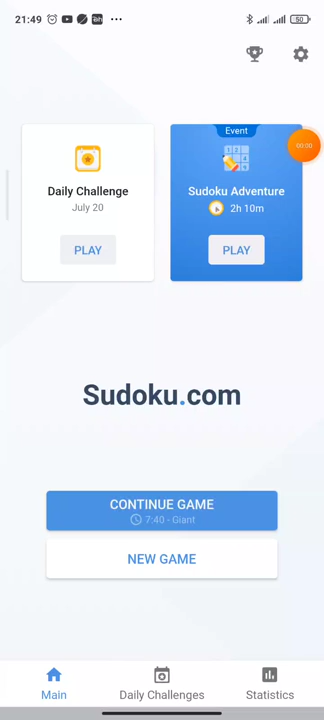 21:49
50
Event
00:00
Daily Challenge
July 20
PLAY
Sudoku Adventure
2h 10m
PLAY
Sudoku.com
CONTINUE GAME
7:40 - Giant
NEW GAME
Main
Daily Challenges
Statistics